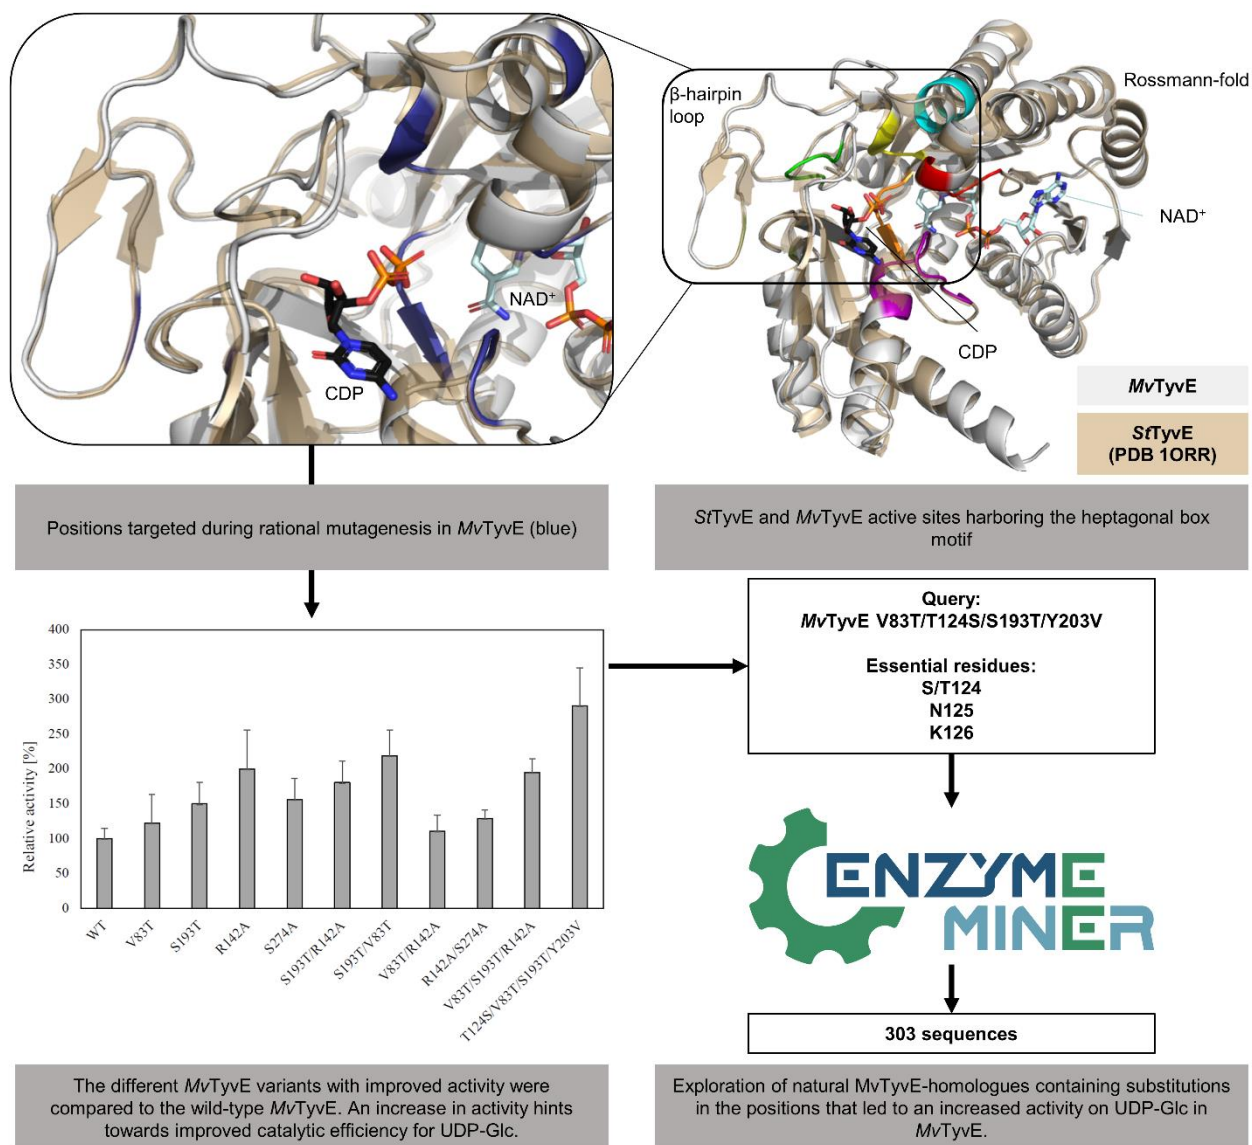 β-hairpin
loop
Rossmann-fold
NAD⁺
CDP
NAD⁺
CDP
MvTyvE
StTyvE
(PDB 1ORR)
Positions targeted during rational mutagenesis in MvTyvE (blue)
StTyvE and MvTyvE active sites harboring the heptagonal box
motif
400
350
300
250
200
150
100
50
0
Relative activity [%]
WT
V83T
S193T
R142A
S274A
S193T/R142A
S193T/V83T
V83T/R142A
R142A/S274A
V83T/S193T/R142A
T124S/V83T/S193T/Y203V
Query:
MvTyvE V83T/T124S/S193T/Y203V
Essential residues:
S/T124
N125
K126
ENZYME
MINER
303 sequences
The different MvTyvE variants with improved activity were
compared to the wild-type MvTyvE. An increase in activity hints
towards improved catalytic efficiency for UDP-Glc.
Exploration of natural MvTyvE-homologues containing substitutions
in the positions that led to an increased activity on UDP-Glc in
MvTyvE.